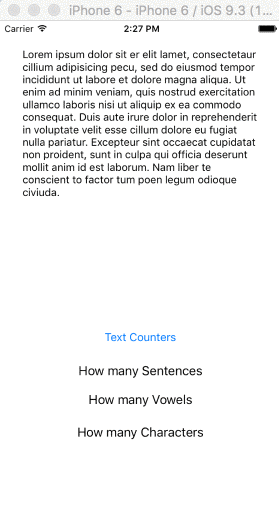 iPhone 6 - iPhone 6 / iOS 9.3 (1...
Carrier 2:27 PM
Lorem ipsum dolor sit er elit lamet, consectetaur
cillium adipisicing pecu, sed do eiusmod tempor
incididunt ut labore et dolore magna aliqua. Ut
enim ad minim veniam, quis nostrud exercitation
ullamco laboris nisi ut aliquip ex ea commodo
consequat. Duis aute irure dolor in reprehenderit
in voluptate velit esse cillum dolore eu fugiat
nulla pariatur. Excepteur sint occaecat cupidatat
non proident, sunt in culpa qui officia deserunt
mollit anim id est laborum. Nam liber te
conscient to factor tum poen legum odioque
civiuda.
Text Counters
How many Sentences
How many Vowels
How many Characters